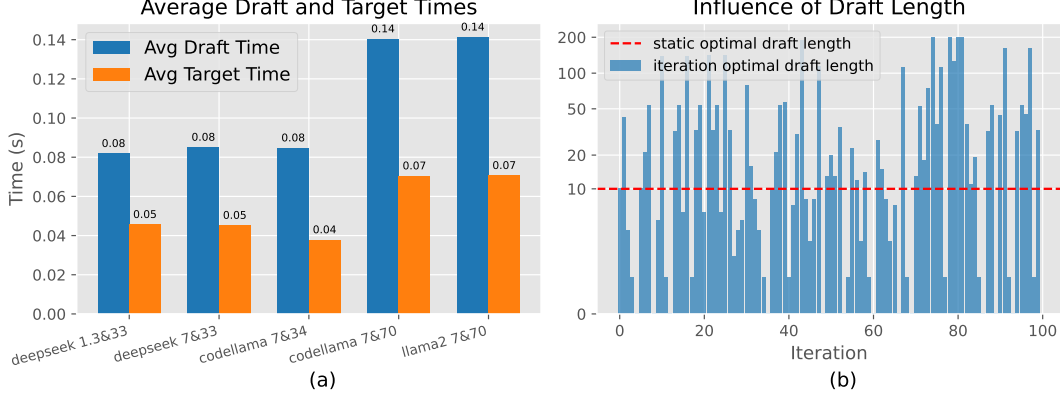 Average Draft and Target Times
Time (s)
0.14
0.12
0.10
0.08
0.06
0.04
0.02
0.00
Avg Draft Time
Avg Target Time
0.08
0.05
0.08
0.05
0.08
0.04
0.14
0.07
0.14
0.07
deepseek 1.3&33
deepseek 7&33
codellama 7&34
codellama 7&70
llama2 7&70
(a)
Influence of Draft Length
200
100
50
20
10
0
static optimal draft length
iteration optimal draft length
0 20 40 60 80 100
Iteration
(b)